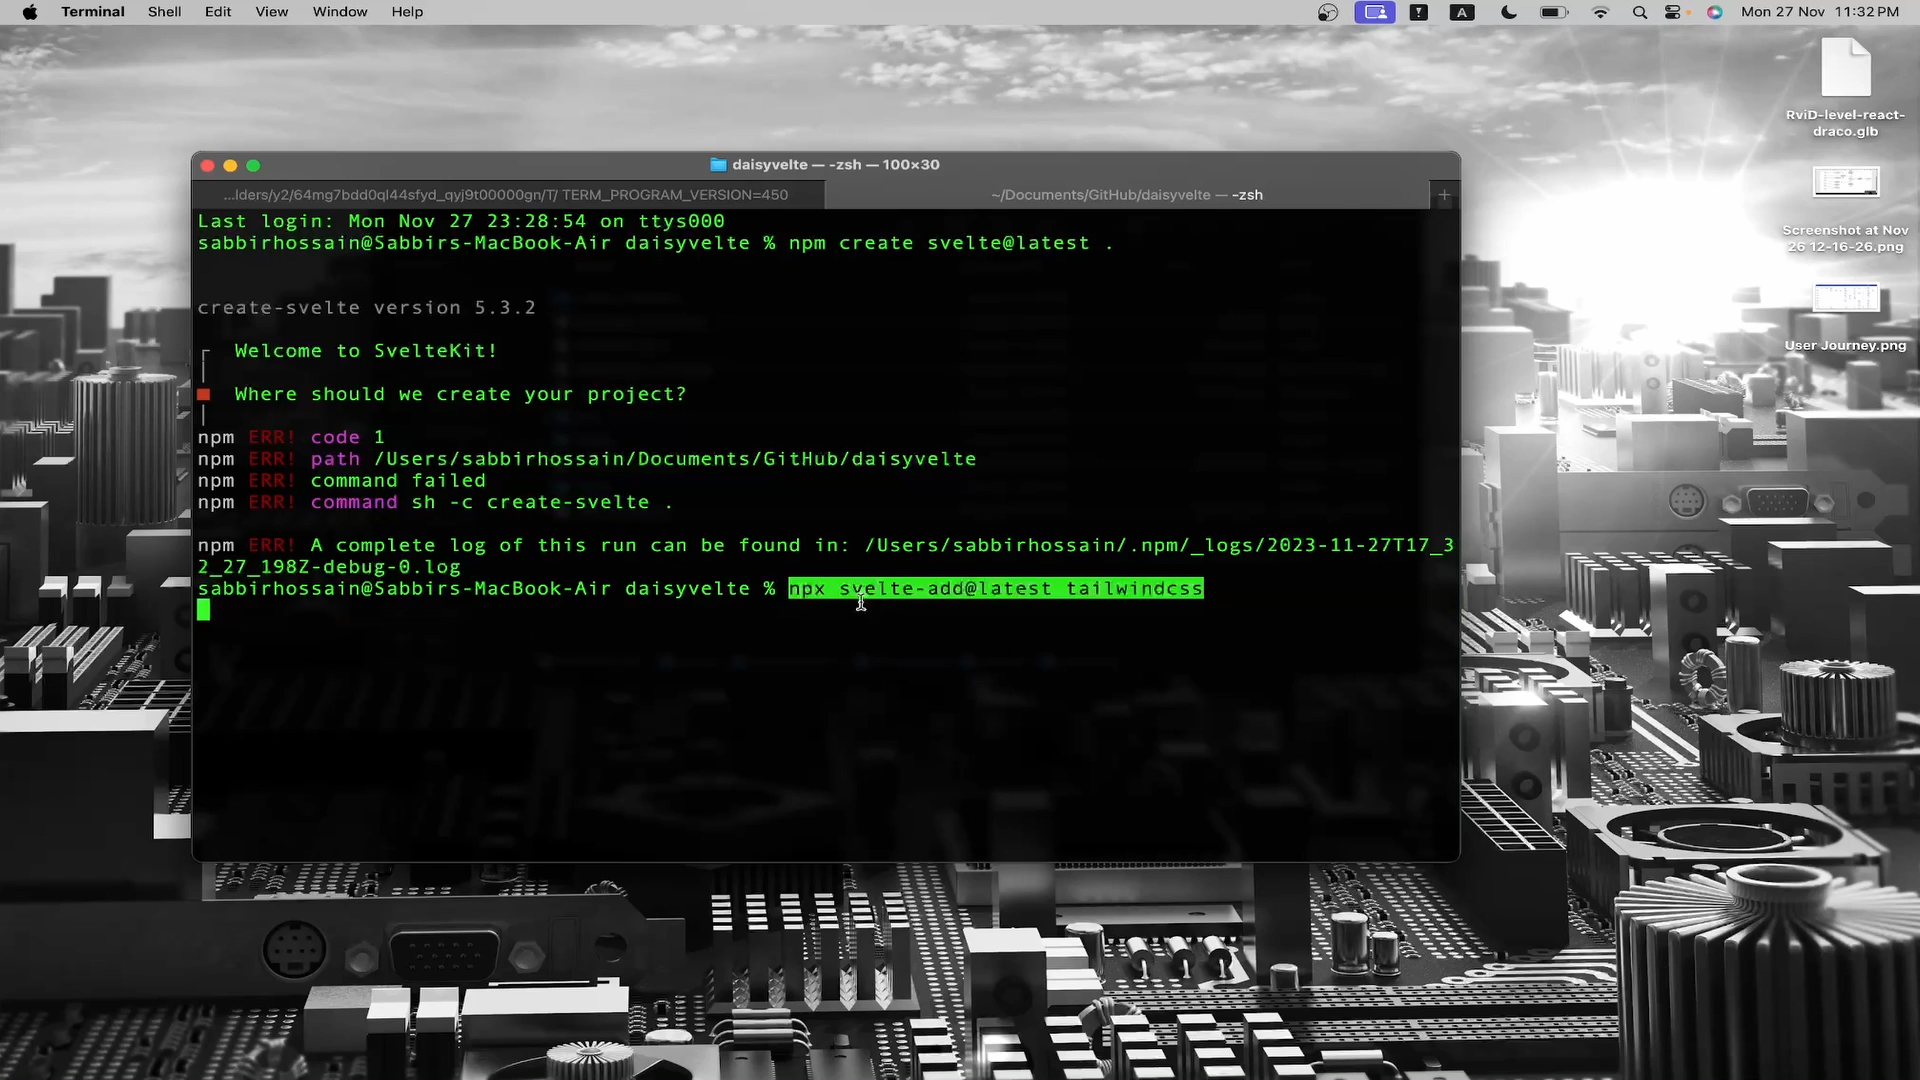 Terminal Shell Edit View Window Help
A Mon 27 Nov 11:32 PM
RviD-level-react-
draco.glb
Screenshot at Nov
26 12-16-26.png
User Journey.png
daisyvelte — -zsh — 100×30
...lders/y2/64mg7bdd0ql44sfyd_qyj9t00000gn/T/ TERM_PROGRAM_VERSION=450
~/Documents/GitHub/daisyvelte — -zsh
Last login: Mon Nov 27 23:28:54 on ttys000
sabbirhossain@Sabbirs-MacBook-Air daisyvelte % npm create svelte@latest .
create-svelte version 5.3.2
Welcome to SvelteKit!
Where should we create your project?
npm ERR! code 1
npm ERR! path /Users/sabbirhossain/Documents/GitHub/daisyvelte
npm ERR! command failed
npm ERR! command sh -c create-svelte .
npm ERR! A complete log of this run can be found in: /Users/sabbirhossain/.npm/_logs/2023-11-27T17_3
2_27_198Z-debug-0.log
sabbirhossain@Sabbirs-MacBook-Air daisyvelte % npx svelte-add@latest tailwindcss